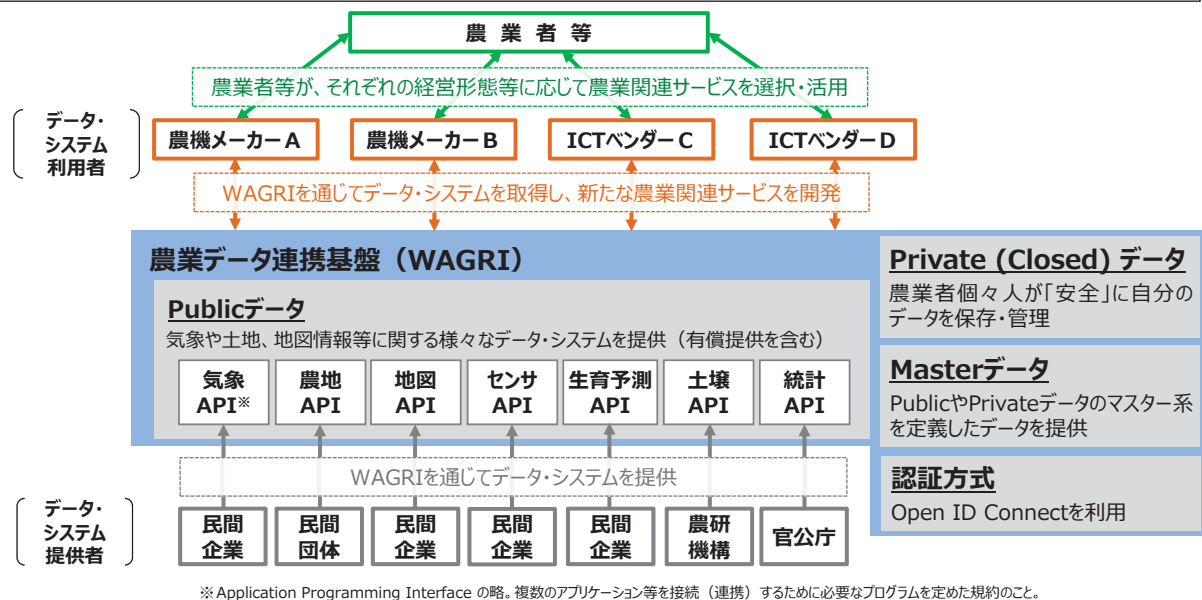 農 業 者 等
農業者等が、それぞれの経営形態等に応じて農業関連サービスを選択・活用
データ・
システム
利用者
農機メーカーA
農機メーカーB
ICTベンダーC
ICTベンダーD
WAGRIを通じてデータ・システムを取得し、新たな農業関連サービスを開発
農業データ連携基盤（WAGRI）
Publicデータ
気象や土地、地図情報等に関する様々なデータ・システムを提供（有償提供を含む）
気象
API※
農地
API
地図
API
センサ
API
生育予測
API
土壌
API
統計
API
Private (Closed) データ
農業者個々人が「安全」に自分の
データを保存・管理
Masterデータ
PublicやPrivateデータのマスター系
を定義したデータを提供
認証方式
Open ID Connectを利用
WAGRIを通じてデータ・システムを提供
データ・
システム
提供者
民間
企業
民間
団体
民間
企業
民間
企業
民間
企業
農研
機構
官公庁
※Application Programming Interface の略。複数のアプリケーション等を接続（連携）するために必要なプログラムを定めた規約のこと。